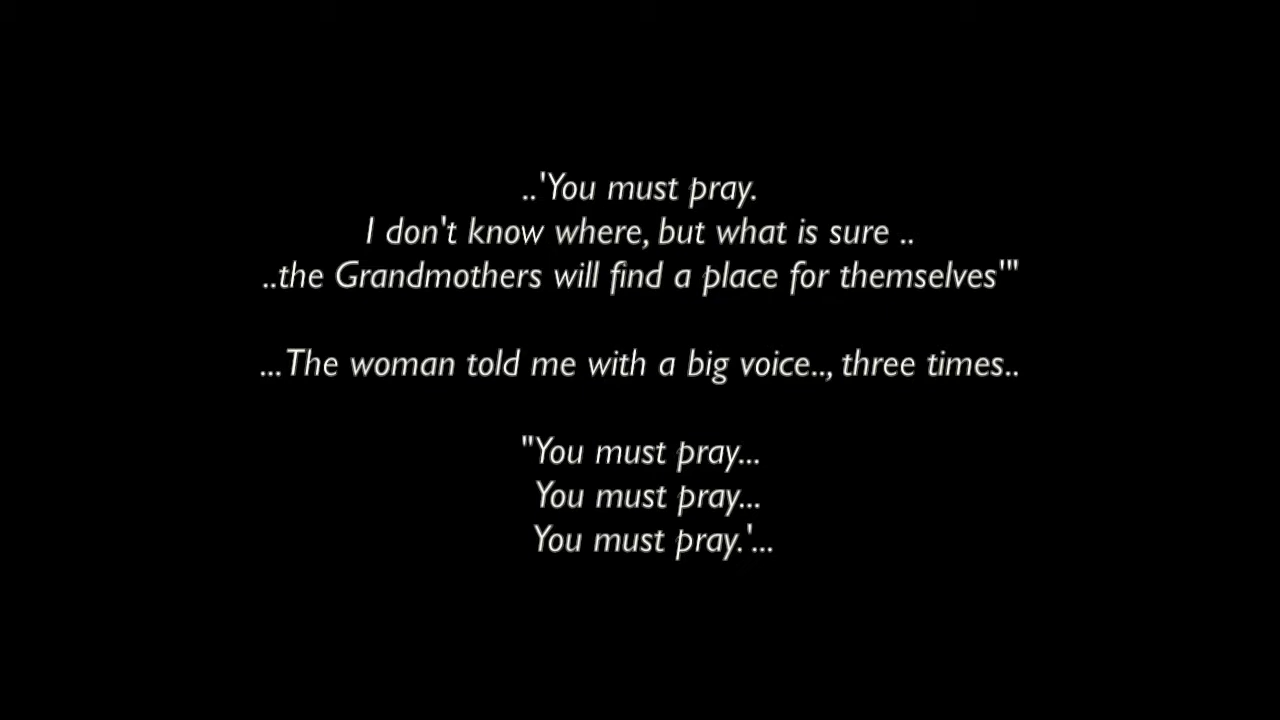 ..'You must pray.
I don't know where, but what is sure ..
..the Grandmothers will find a place for themselves'"
...The woman told me with a big voice.., three times..
"You must pray...
You must pray...
You must pray.'...